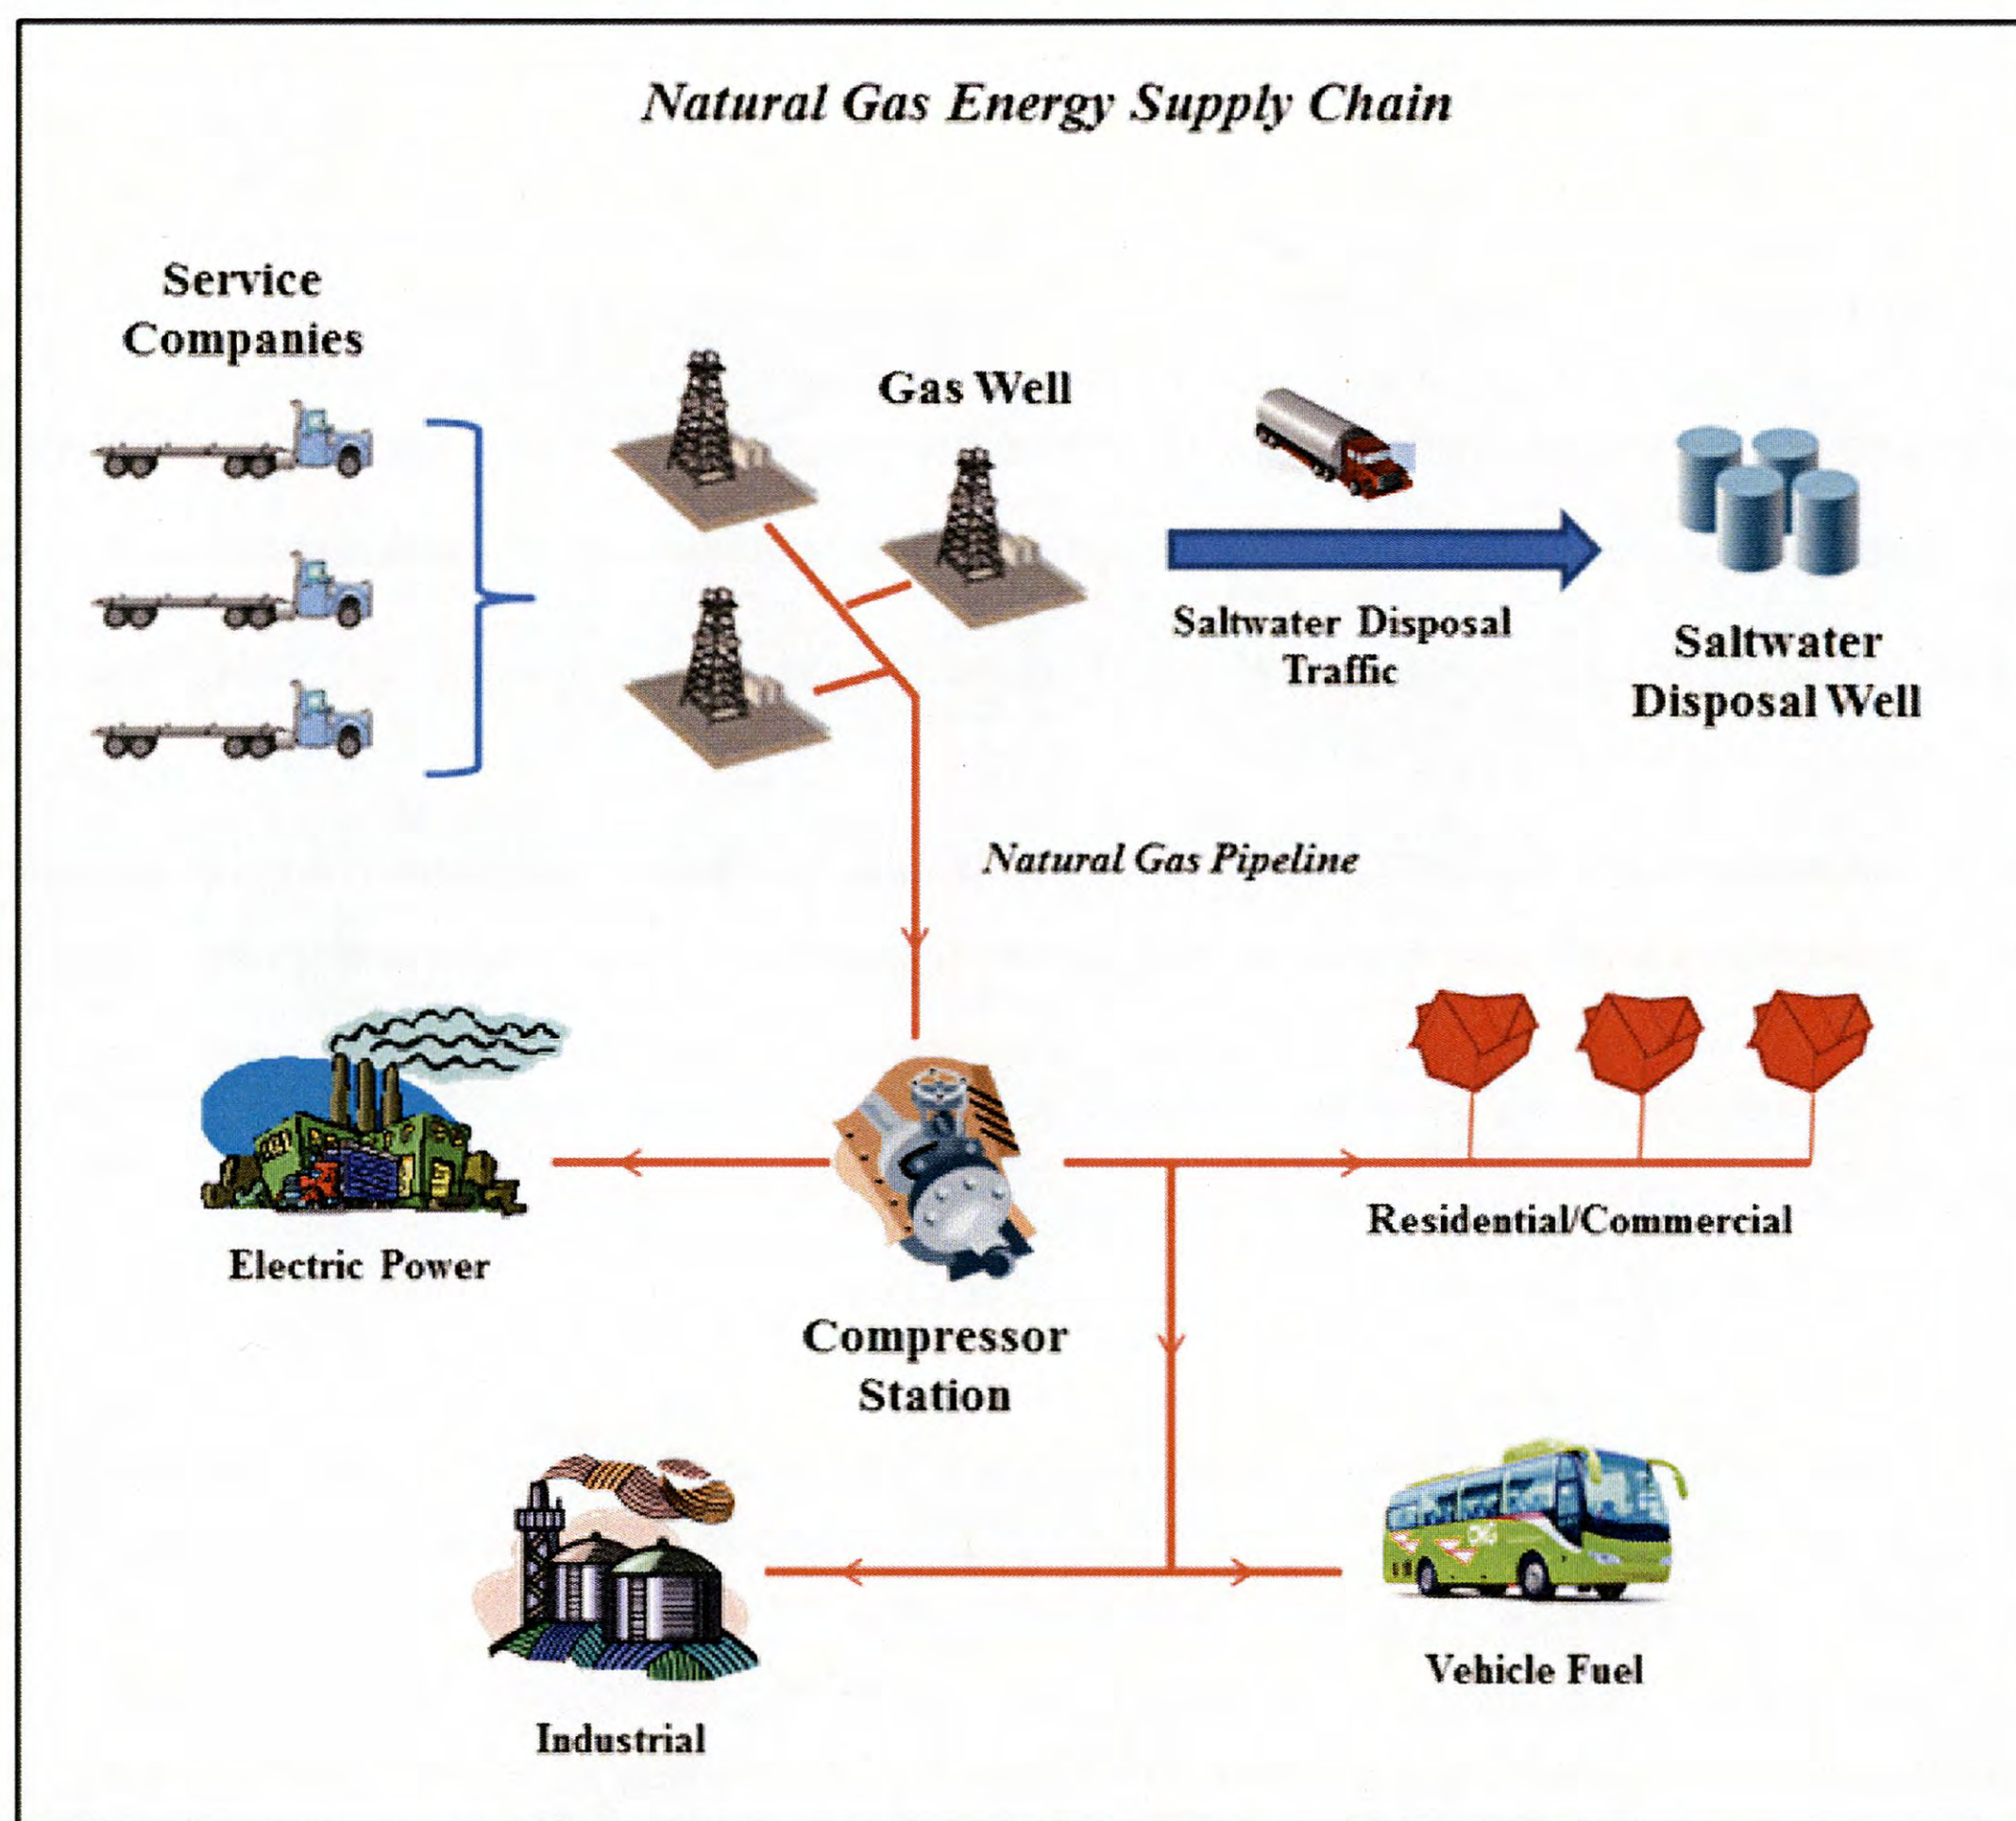 Natural Gas Energy Supply Chain
Service
Companies
Gas Well
Saltwater Disposal
Traffic
Saltwater
Disposal Well
Natural Gas Pipeline
Electric Power
Compressor
Station
Residential/Commercial
Industrial
Vehicle Fuel